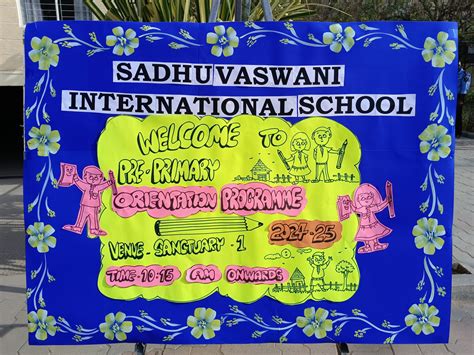 SADHU VASWANI
INTERNATIONAL SCHOOL
WELCOME TO
PRE-PRIMARY
ORIENTATION PROGRAMME
2024-25
VENUE - SANCTUARY - 1
TIME-10-15 AM ONWARDS